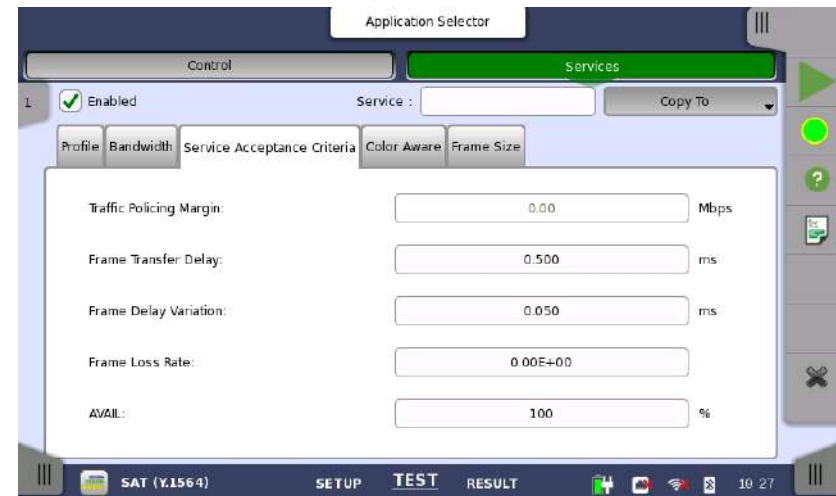 Application Selector
Control Services
1 Enabled Service : Copy To
Profile Bandwidth Service Acceptance Criteria Color Aware Frame Size
Traffic Policing Margin: 0.00 Mbps
Frame Transfer Delay: 0.500 ms
Frame Delay Variation: 0.050 ms
Frame Loss Rate: 0.00E+00
AVAIL: 100 %
SAT (Y.1564) SETUP TEST RESULT 10 27